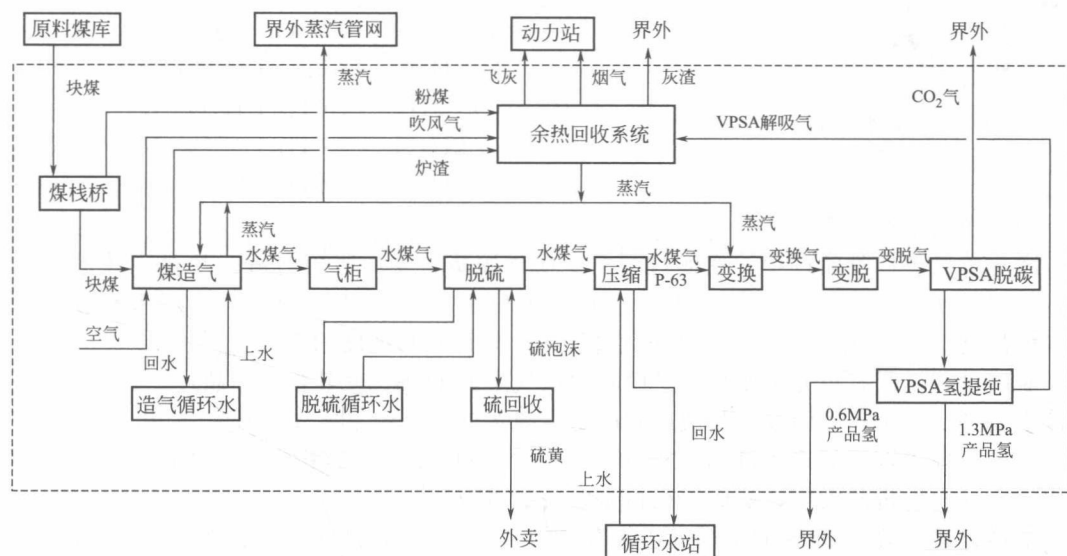 原料煤库
界外蒸汽管网
动力站
界外
界外
块煤
蒸汽
飞灰
烟气
灰渣
CO₂气
粉煤
吹风气
炉渣
余热回收系统
VPSA解吸气
煤栈桥
蒸汽
蒸汽
蒸汽
块煤
煤造气
水煤气
气柜
水煤气
脱硫
水煤气
压缩
水煤气
P-63
变换
变换气
变脱
变脱气
VPSA脱碳
空气
回水
上水
硫泡沫
造气循环水
脱硫循环水
硫回收
VPSA氢提纯
0.6MPa
产品氢
1.3MPa
产品氢
回水
硫黄
上水
外卖
循环水站
界外
界外